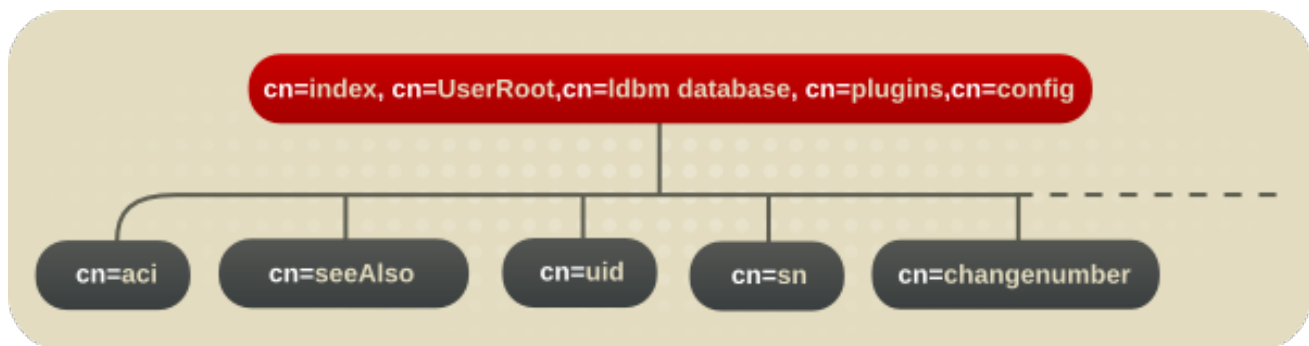 cn=index, cn=UserRoot,cn=ldbm database, cn=plugins,cn=config
cn=aci
cn=seeAlso
cn=uid
cn=sn
cn=changenumber